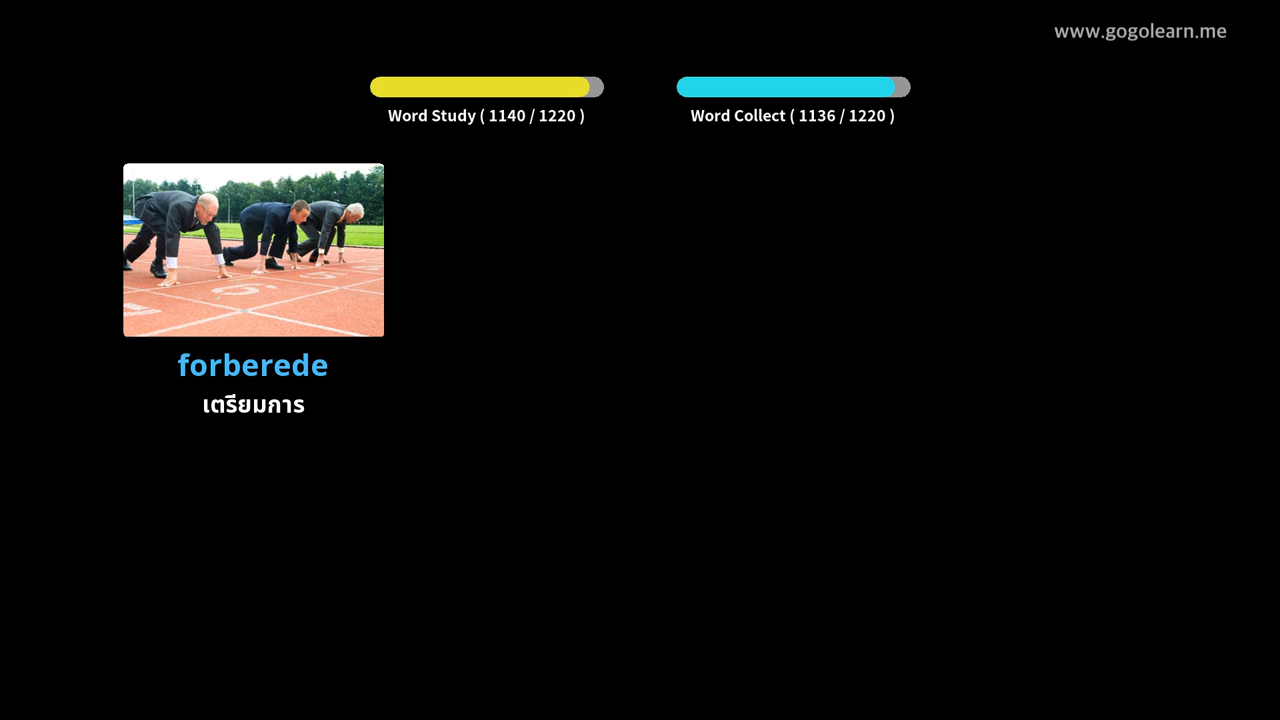 www.gogolearn.me
Word Study ( 1140 / 1220 )
Word Collect ( 1136 / 1220 )
forberede
เตรียมการ